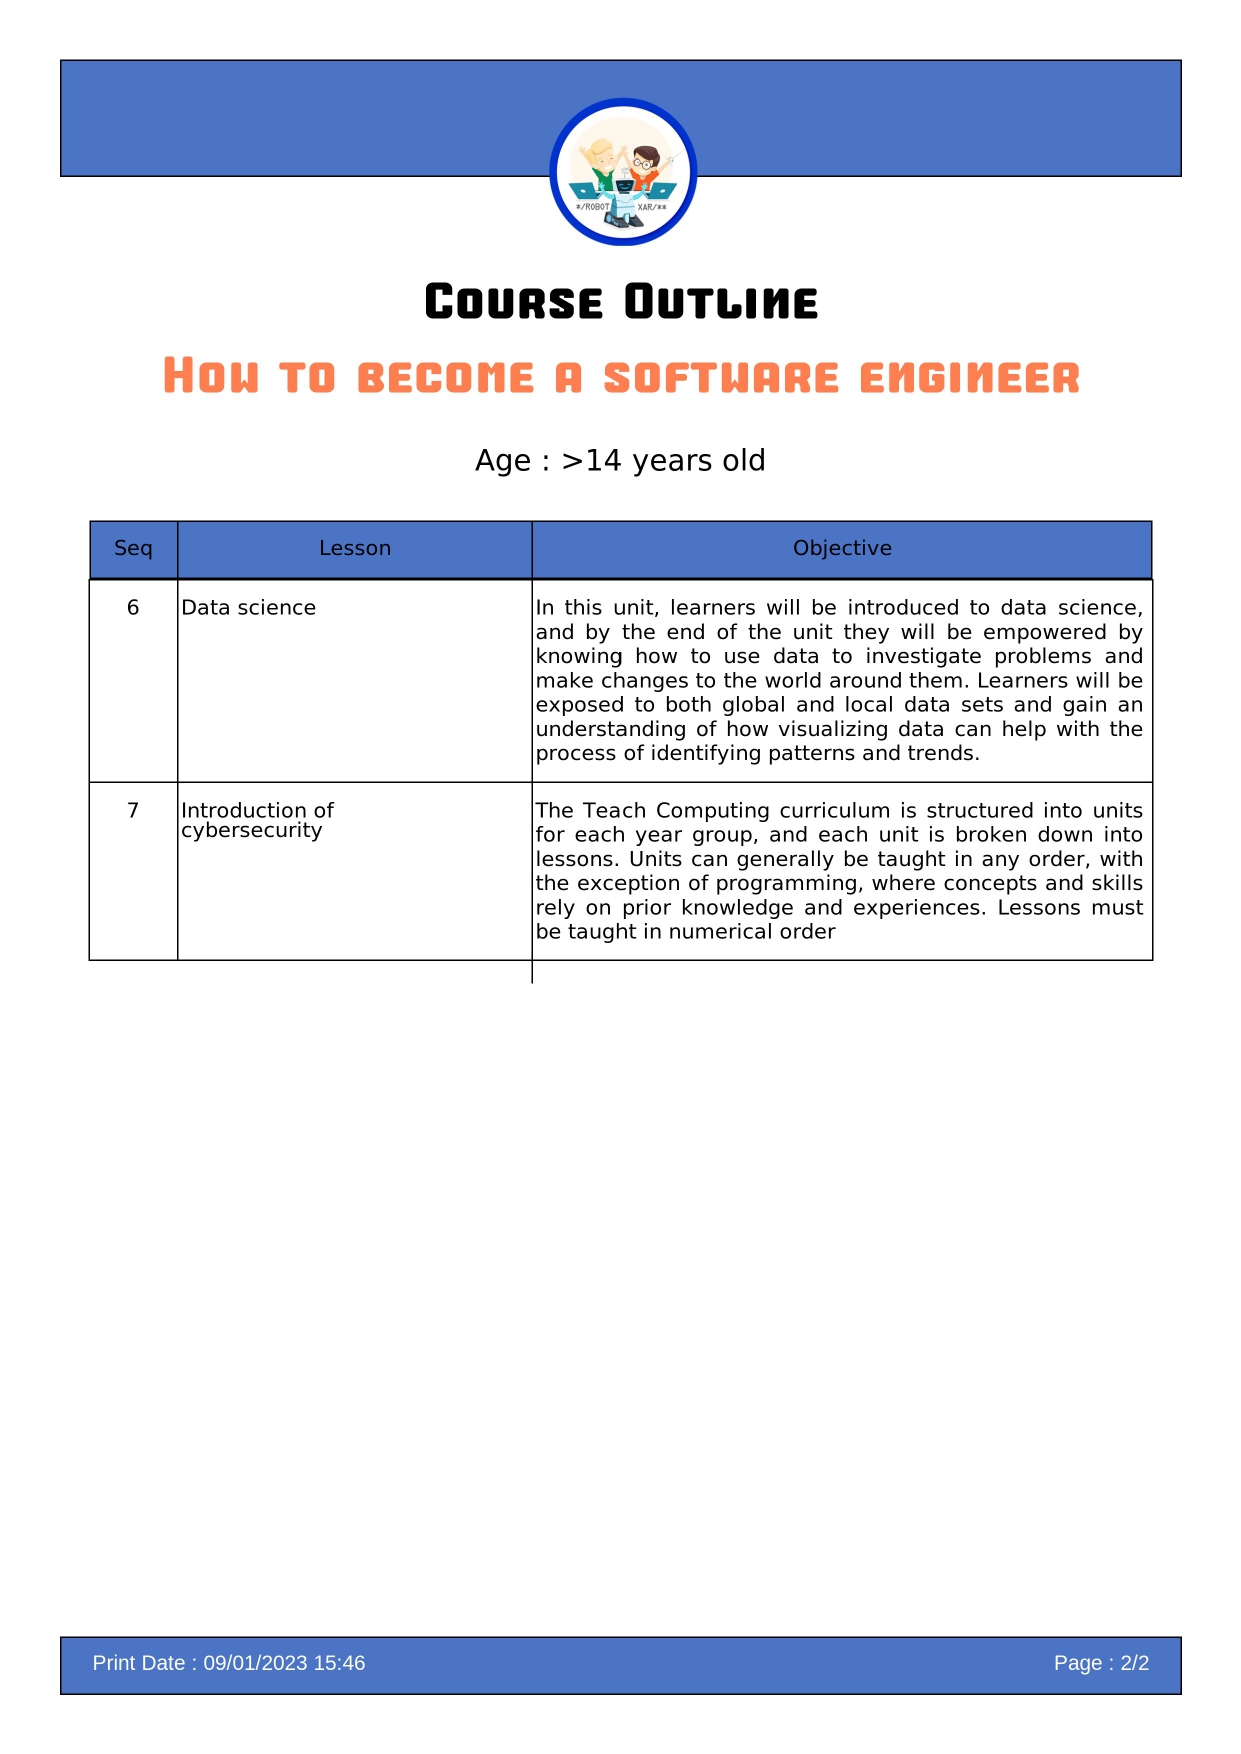 */ROBOT XAR/**
Course Outline
How to become a software engineer
Age : >14 years old
Seq Lesson Objective
6 Data science In this unit, learners will be introduced to data science,
and by the end of the unit they will be empowered by
knowing how to use data to investigate problems and
make changes to the world around them. Learners will be
exposed to both global and local data sets and gain an
understanding of how visualizing data can help with the
process of identifying patterns and trends.
7 Introduction of
cybersecurity
The Teach Computing curriculum is structured into units
for each year group, and each unit is broken down into
lessons. Units can generally be taught in any order, with
the exception of programming, where concepts and skills
rely on prior knowledge and experiences. Lessons must
be taught in numerical order
Print Date : 09/01/2023 15:46 Page : 2/2